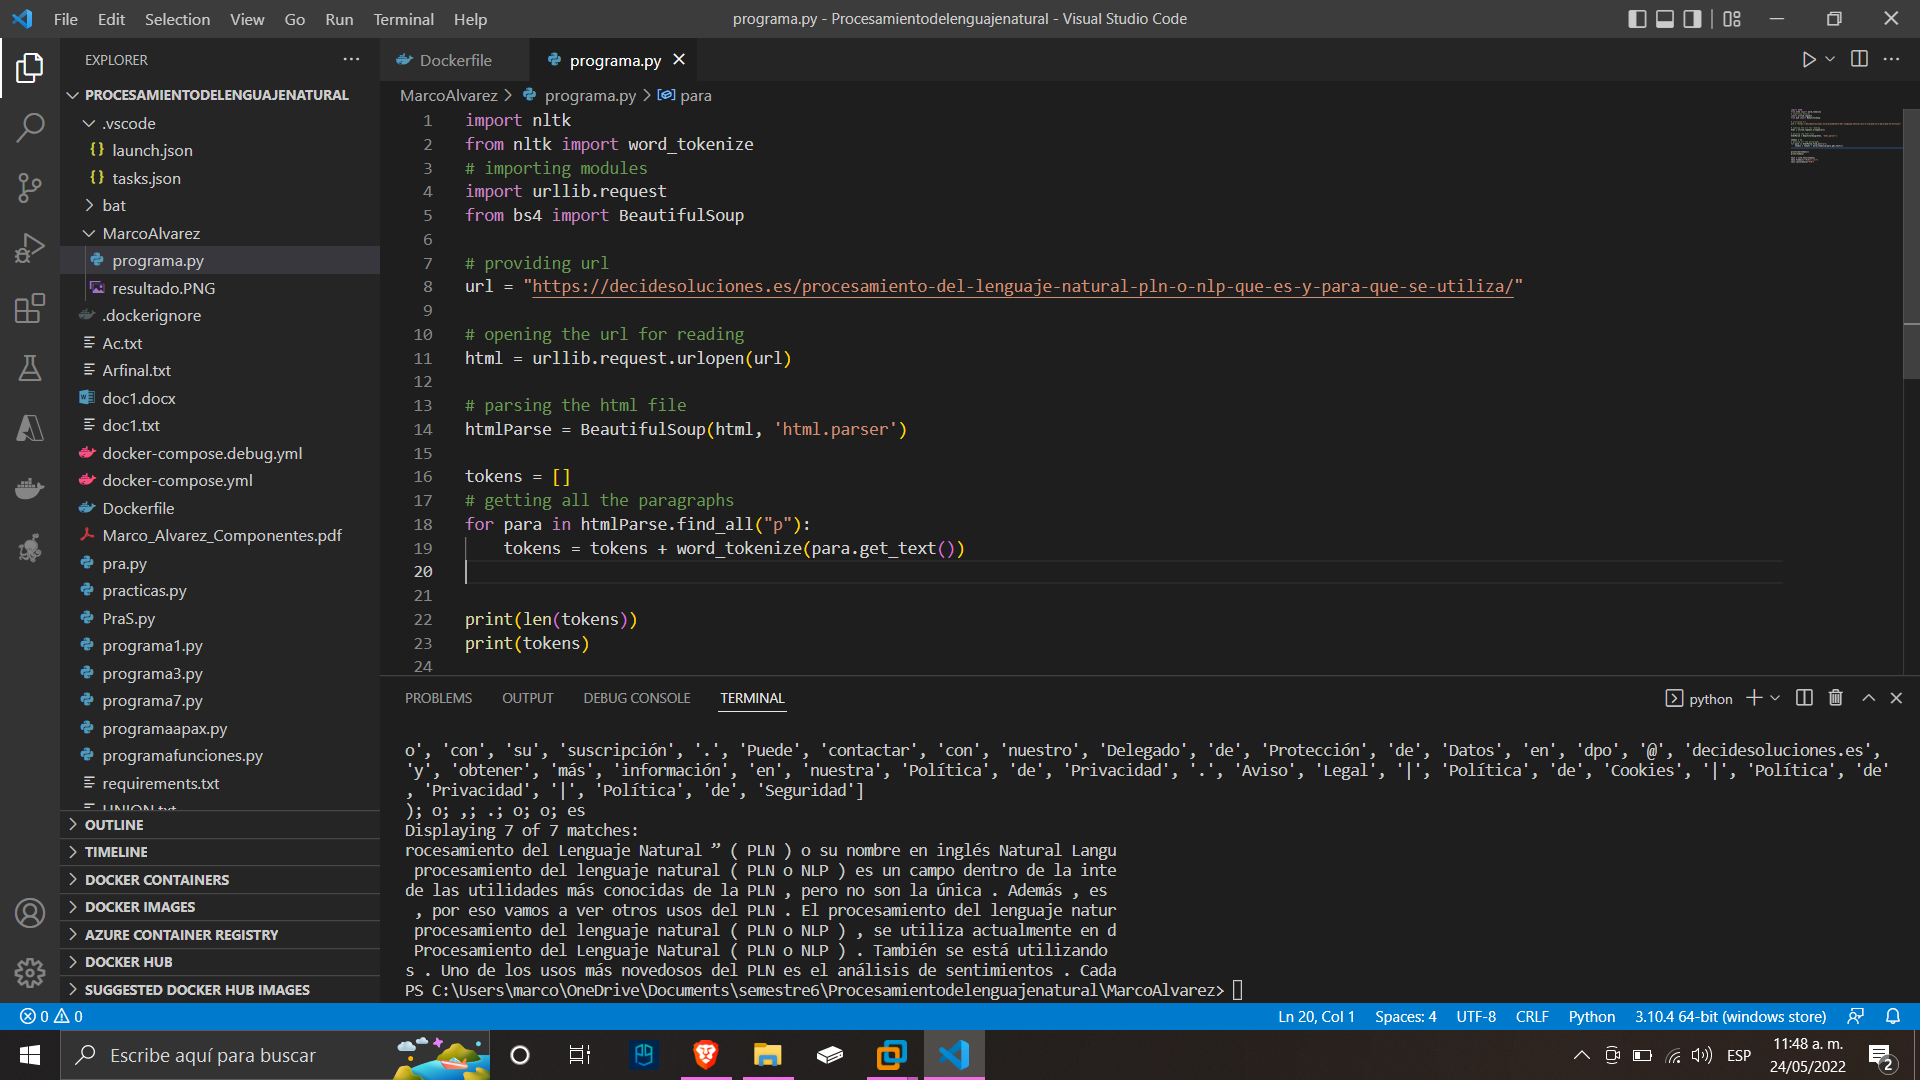 File Edit Selection View Go Run Terminal Help
programa.py - Procesamientodelenguajenatural - Visual Studio Code
EXPLORER
PROCESAMIENTODELENGUAJENATURAL
.vscode
launch.json
tasks.json
bat
MarcoAlvarez
programa.py
resultado.PNG
.dockerignore
Ac.txt
Arfinal.txt
doc1.docx
doc1.txt
docker-compose.debug.yml
docker-compose.yml
Dockerfile
Marco_Alvarez_Componentes.pdf
pra.py
practicas.py
PraS.py
programa1.py
programa3.py
programa7.py
programaapax.py
programafunciones.py
requirements.txt
UNION.txt
OUTLINE
TIMELINE
DOCKER CONTAINERS
DOCKER IMAGES
AZURE CONTAINER REGISTRY
DOCKER HUB
SUGGESTED DOCKER HUB IMAGES
Dockerfile programa.py
MarcoAlvarez > programa.py > para
1 import nltk
2 from nltk import word_tokenize
3 # importing modules
4 import urllib.request
5 from bs4 import BeautifulSoup
6
7 # providing url
8 url = "https://decidesoluciones.es/procesamiento-del-lenguaje-natural-pln-o-nlp-que-es-y-para-que-se-utiliza/"
9
10 # opening the url for reading
11 html = urllib.request.urlopen(url)
12
13 # parsing the html file
14 htmlParse = BeautifulSoup(html, 'html.parser')
15
16 tokens = []
17 # getting all the paragraphs
18 for para in htmlParse.find_all("p"):
19 tokens = tokens + word_tokenize(para.get_text())
20
21
22 print(len(tokens))
23 print(tokens)
24
PROBLEMS OUTPUT DEBUG CONSOLE TERMINAL
python
o', 'con', 'su', 'suscripción', '.', 'Puede', 'contactar', 'con', 'nuestro', 'Delegado', 'de', 'Protección', 'de', 'Datos', 'en', 'dpo', '@', 'decidesoluciones.es',
'y', 'obtener', 'más', 'información', 'en', 'nuestra', 'Política', 'de', 'Privacidad', '.', 'Aviso', 'Legal', '|', 'Política', 'de', 'Cookies', '|', 'Política', 'de'
, 'Privacidad', '|', 'Política', 'de', 'Seguridad']
); o; ,; .; o; o; es
Displaying 7 of 7 matches:
rocesamiento del Lenguaje Natural ” ( PLN ) o su nombre en inglés Natural Langu
procesamiento del lenguaje natural ( PLN o NLP ) es un campo dentro de la inte
de las utilidades más conocidas de la PLN , pero no son la única . Además , es
, por eso vamos a ver otros usos del PLN . El procesamiento del lenguaje natur
procesamiento del lenguaje natural ( PLN o NLP ) , se utiliza actualmente en d
Procesamiento del Lenguaje Natural ( PLN o NLP ) . También se está utilizando
s . Uno de los usos más novedosos del PLN es el análisis de sentimientos . Cada
PS C:\Users\marco\OneDrive\Documents\semestre6\Procesamientodelenguajenatural\MarcoAlvarez>
0 0
Ln 20, Col 1 Spaces: 4 UTF-8 CRLF Python 3.10.4 64-bit (windows store)
Escribe aquí para buscar
ESP
11:48 a. m.
24/05/2022
2